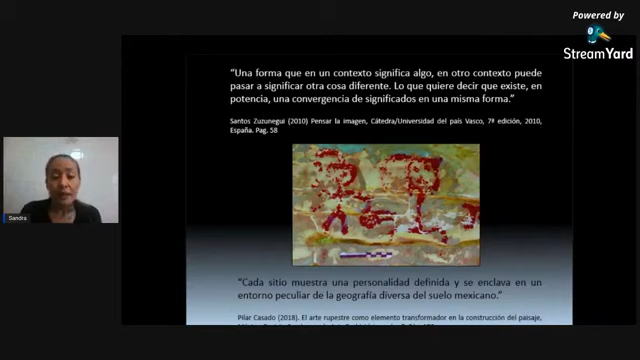 Powered by
StreamYard
“Una forma que en un contexto significa algo, en otro contexto puede
pasar a significar otra cosa diferente. Lo que quiere decir que existe, en
potencia, una convergencia de significados en una misma forma.”
Santos Zuzunegui (2010) Pensar la imagen, Cátedra/Universidad del país Vasco, 7ª edición, 2010,
España. Pag. 58
Sandra
“Cada sitio muestra una personalidad definida y se enclava en un
entorno peculiar de la geografía diversa del suelo mexicano.”
Pilar Casado (2018). El arte rupestre como elemento transformador en la construcción del paisaje,